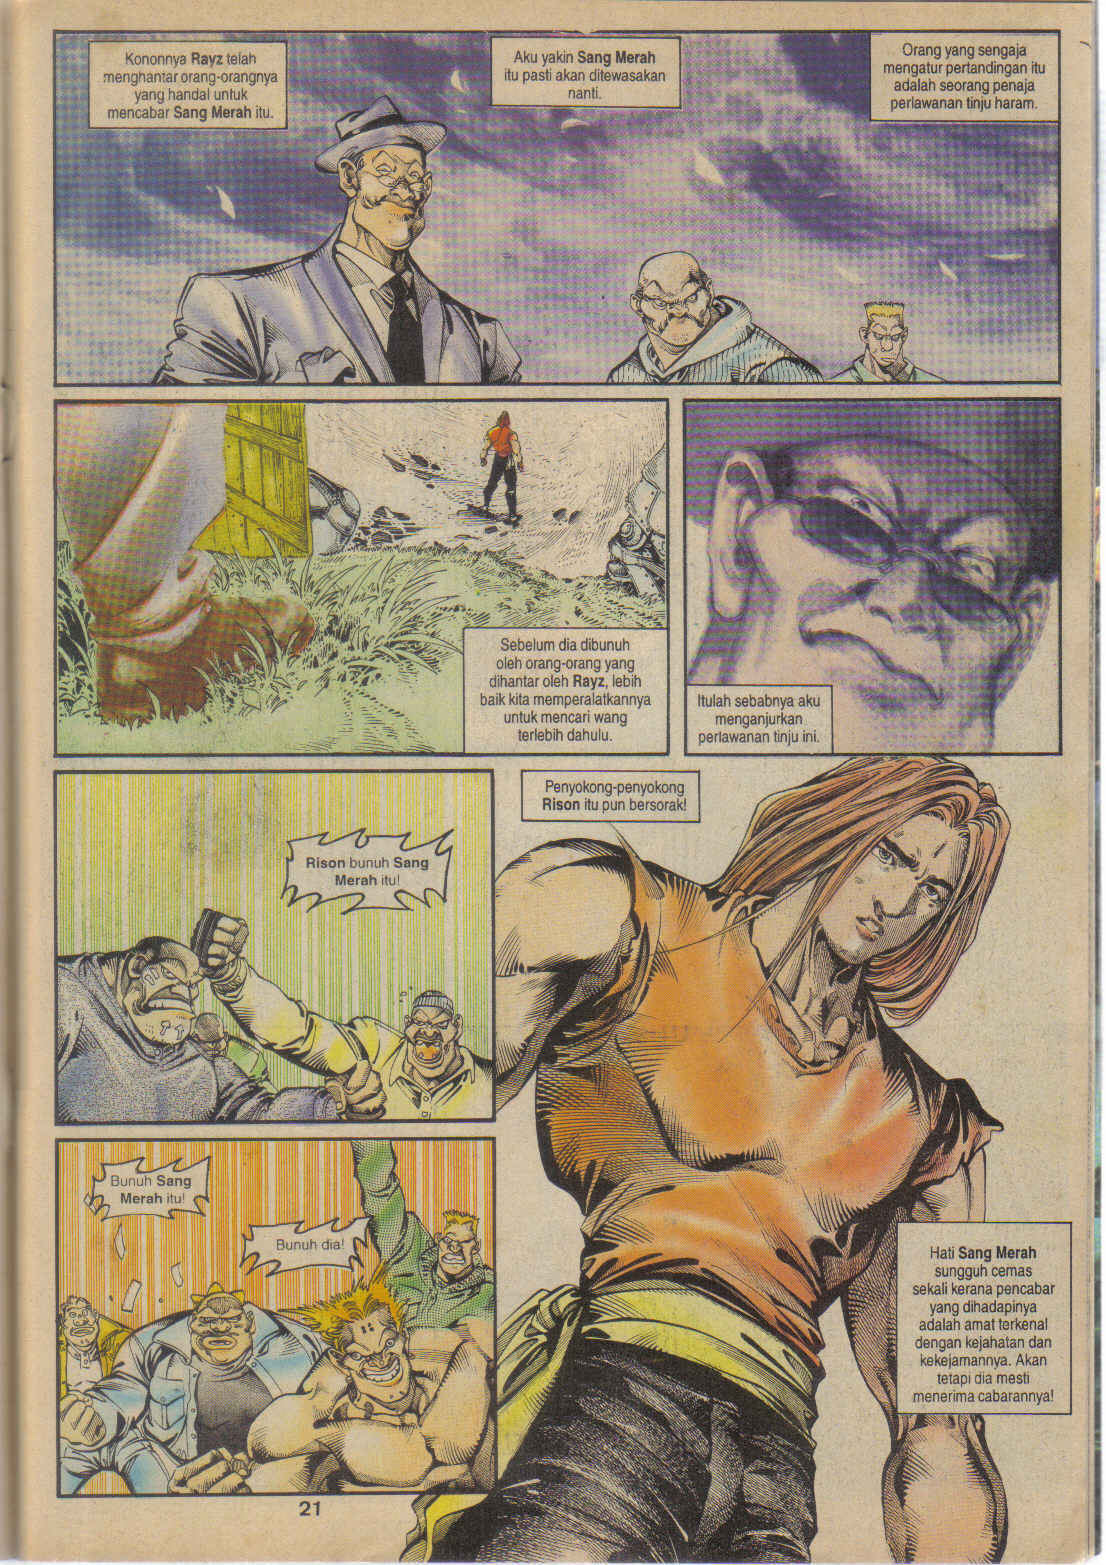 Kononnya Rayz telah
menghantar orang-orangnya
yang handal untuk
mencabar Sang Merah itu.
Aku yakin Sang Merah
itu pasti akan ditewasakan
nanti.
Orang yang sengaja
mengatur pertandingan itu
adalah seorang penaja
perlawanan tinju haram.
Sebelum dia dibunuh
oleh orang-orang yang
dihantar oleh Rayz, lebih
baik kita memperalatkannya
untuk mencari wang
terlebih dahulu.
Itulah sebabnya aku
menganjurkan
perlawanan tinju ini.
Penyokong-penyokong
Rison itu pun bersorak!
Rison bunuh Sang
Merah itu!
Bunuh Sang
Merah itu!
Bunuh dia!
Hati Sang Merah
sungguh cemas
sekali kerana pencabar
yang dihadapinya
adalah amat terkenal
dengan kejahatan dan
kekejamannya. Akan
tetapi dia mesti
menerima cabarannya!
21